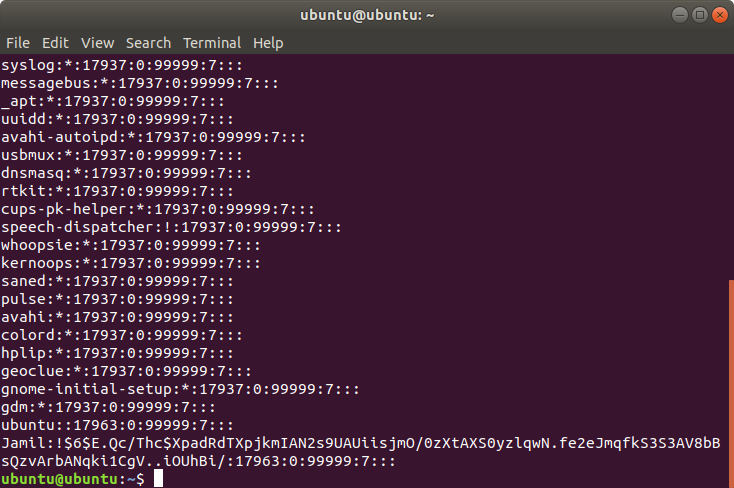 ubuntu@ubuntu: ~
File Edit View Search Terminal Help
syslog:*:17937:0:99999:7:::
messagebus:*:17937:0:99999:7:::
_apt:*:17937:0:99999:7:::
uuidd:*:17937:0:99999:7:::
avahi-autoipd:*:17937:0:99999:7:::
usbmux:*:17937:0:99999:7:::
dnsmasq:*:17937:0:99999:7:::
rtkit:*:17937:0:99999:7:::
cups-pk-helper:*:17937:0:99999:7:::
speech-dispatcher:!:17937:0:99999:7:::
whoopsie:*:17937:0:99999:7:::
kernoops:*:17937:0:99999:7:::
saned:*:17937:0:99999:7:::
pulse:*:17937:0:99999:7:::
avahi:*:17937:0:99999:7:::
colord:*:17937:0:99999:7:::
hplip:*:17937:0:99999:7:::
geoclue:*:17937:0:99999:7:::
gnome-initial-setup:*:17937:0:99999:7:::
gdm:*:17937:0:99999:7:::
ubuntu::17963:0:99999:7:::
Jamil:!$6$E.Qc/Thc$XpadRdTXpjkmIAN2s9UAUiisjmO/0zXtAXS0yzlqwN.fe2eJmqfkS3S3AV8bB
sQzvArbANqki1CgV..iOUhBi/:17963:0:99999:7:::
ubuntu@ubuntu:~$